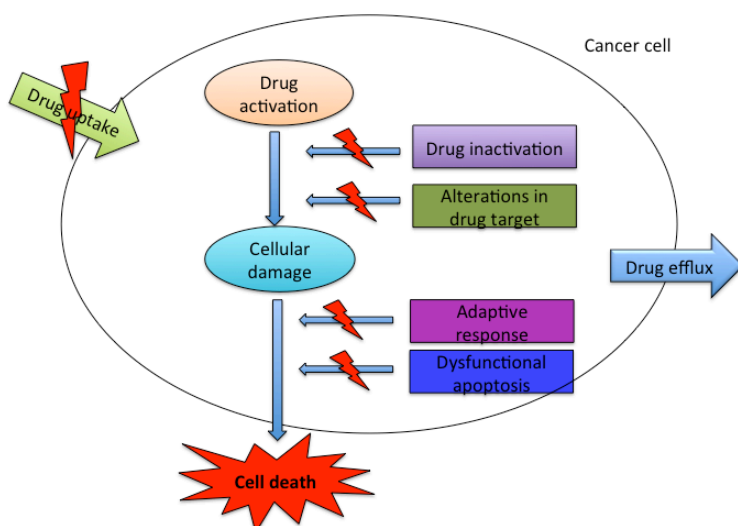 Cancer cell
Drug uptake
Drug
activation
Drug inactivation
Alterations in
drug target
Cellular
damage
Drug efflux
Adaptive
response
Dysfunctional
apoptosis
Cell death